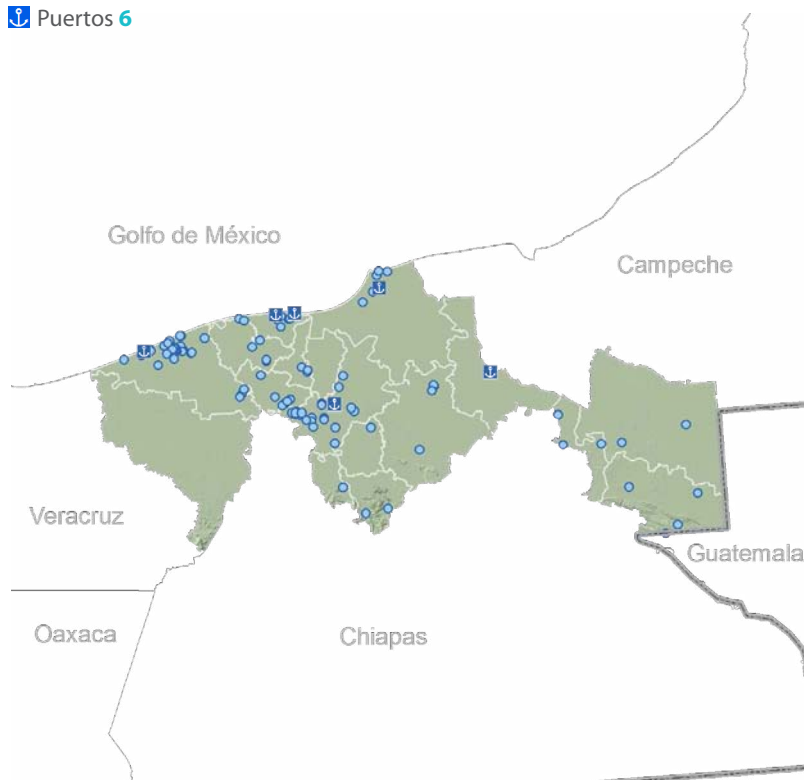 Puertos 6
Golfo de México
Campeche
Veracruz
Guatemala
Oaxaca
Chiapas